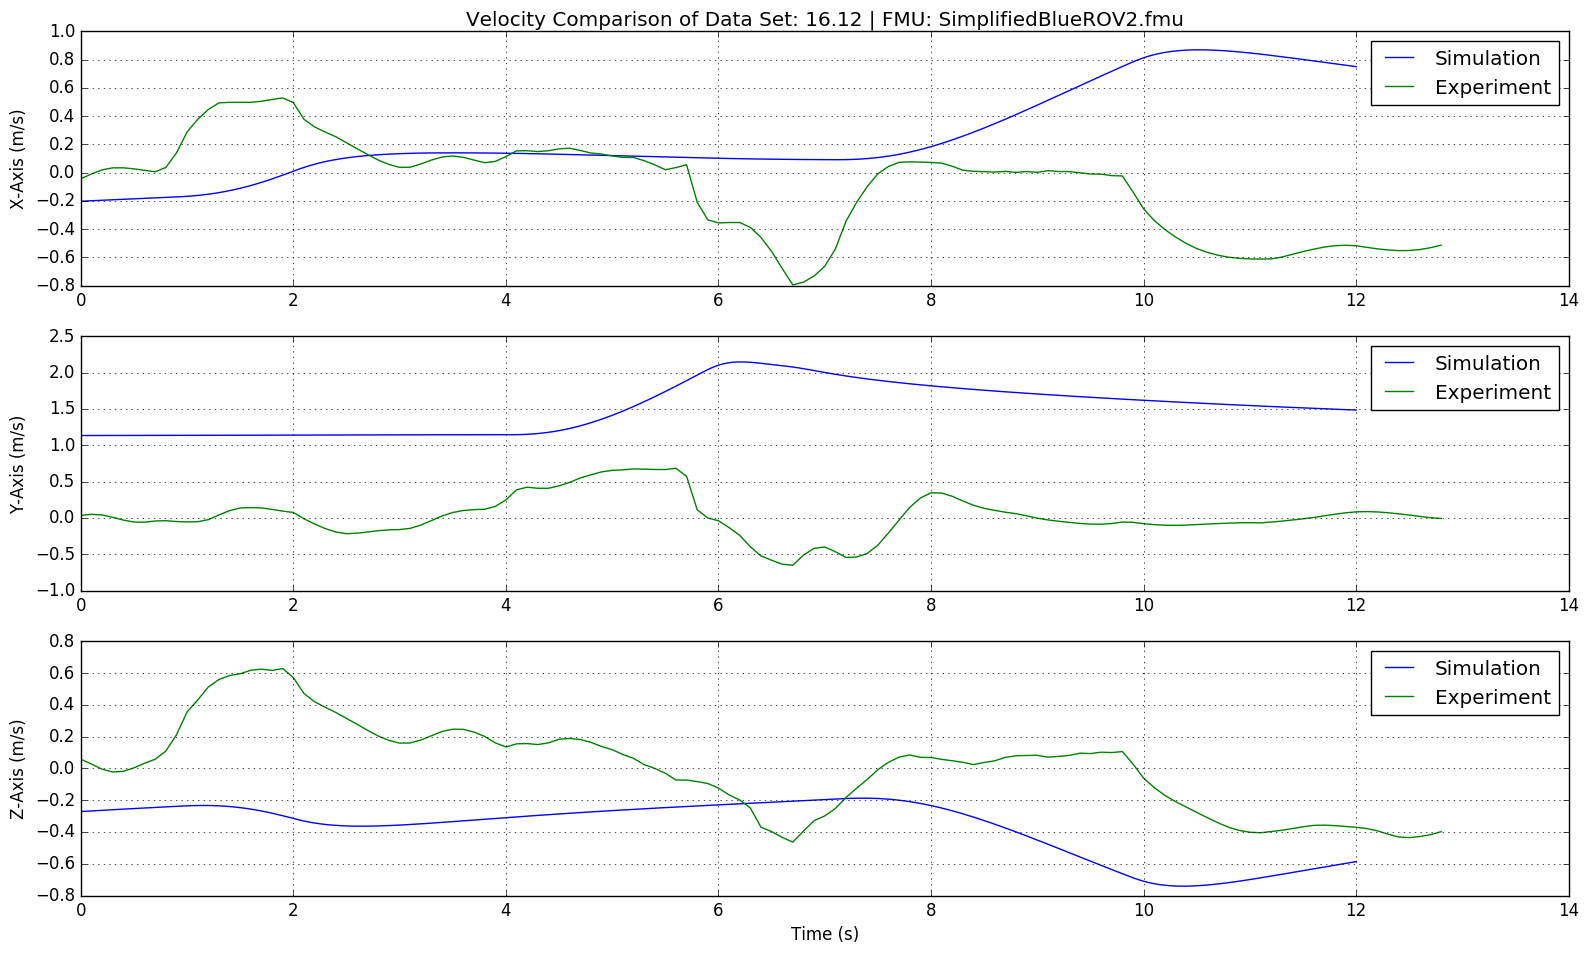 Velocity Comparison of Data Set: 16.12 | FMU: SimplifiedBlueROV2.fmu
1.0
0.8
0.6
0.4
0.2
0.0
−0.2
−0.4
−0.6
−0.8
X-Axis (m/s)
Simulation
Experiment
0 2 4 6 8 10 12 14
2.5
2.0
1.5
1.0
0.5
0.0
−0.5
−1.0
Y-Axis (m/s)
Simulation
Experiment
0 2 4 6 8 10 12 14
0.8
0.6
0.4
0.2
0.0
−0.2
−0.4
−0.6
−0.8
Z-Axis (m/s)
Simulation
Experiment
0 2 4 6 8 10 12 14
Time (s)